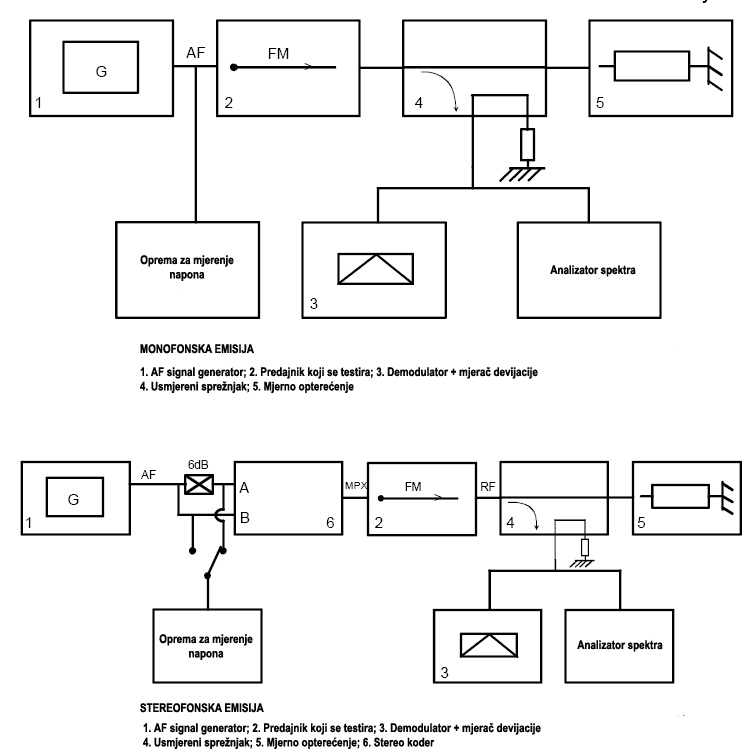 AF
FM
G
1
2
4
5
Oprema za mjerenje
napona
3
Analizator spektra
MONOFONSKA EMISIJA
1. AF signal generator; 2. Predajnik koji se testira; 3. Demodulator + mjerač devijacije
4. Usmjereni sprežnjak; 5. Mjerno opterećenje
6dB
AF
A
MPX
FM
RF
G
B
1
6
2
4
5
Oprema za mjerenje
napona
3
Analizator spektra
STEREOFONSKA EMISIJA
1. AF signal generator; 2. Predajnik koji se testira; 3. Demodulator + mjerač devijacije
4. Usmjereni sprežnjak; 5. Mjerno opterećenje; 6. Stereo koder